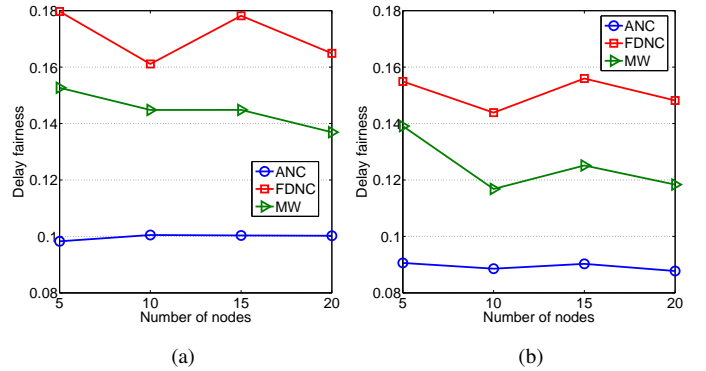 0.18
0.16
0.14
0.12
0.1
0.08
Delay fairness
5
10
15
20
Number of nodes
ANC
FDNC
MW
(a)
0.18
0.16
0.14
0.12
0.1
0.08
Delay fairness
5
10
15
20
Number of nodes
ANC
FDNC
MW
(b)